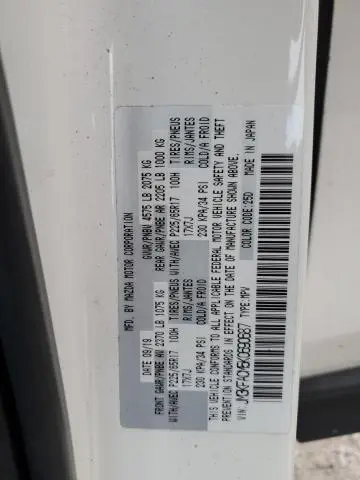 MFD. BY MAZDA MOTOR CORPORATION
DATE 09/19 GVWR/PNBV 4575 LB 2075 KG
FRONT GAWR/PNBE AV 2370 LB 1075 KG REAR GAWR/PNBE AR 2205 LB 1000 KG
WITH/AVEC P225/65R17 100H TIRES/PNEUS WITH/AVEC P225/65R17 100H TIRES/PNEUS
17X7J RIMS/JANTES 17X7J RIMS/JANTES
230 KPA/34 PSI COLD/A FROID 230 KPA/34 PSI COLD/A FROID
THIS VEHICLE CONFORMS TO ALL APPLICABLE FEDERAL MOTOR VEHICLE SAFETY AND THEFT
PREVENTION STANDARDS IN EFFECT ON THE DATE OF MANUFACTURE SHOWN ABOVE.
TYPE:MPV COLOR CODE:25D MADE IN JAPAN